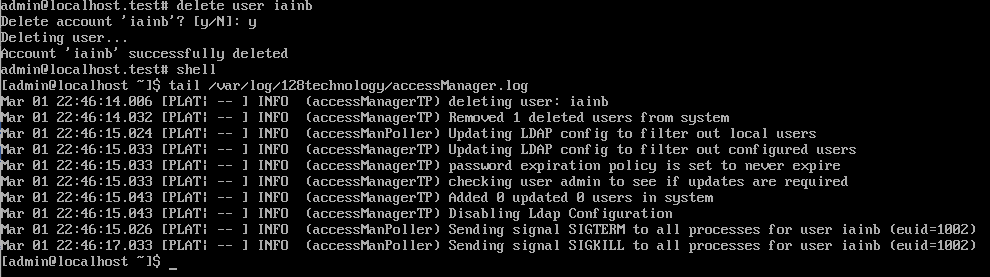 admin@localhost.test# delete user iainb
Delete account 'iainb'? [y/N]: y
Deleting user...
Account 'iainb' successfully deleted
admin@localhost.test# shell
[admin@localhost ~]$ tail /var/log/128technology/accessManager.log
Mar 01 22:46:14.006 [PLAT| -- ] INFO  (accessManagerTP) deleting user: iainb
Mar 01 22:46:14.032 [PLAT| -- ] INFO  (accessManagerTP) Removed 1 deleted users from system
Mar 01 22:46:15.024 [PLAT| -- ] INFO  (accessManPoller) Updating LDAP config to filter out local users
Mar 01 22:46:15.033 [PLAT| -- ] INFO  (accessManagerTP) Updating LDAP config to filter out configured users
Mar 01 22:46:15.033 [PLAT| -- ] INFO  (accessManagerTP) password expiration policy is set to never expire
Mar 01 22:46:15.033 [PLAT| -- ] INFO  (accessManagerTP) checking user admin to see if updates are required
Mar 01 22:46:15.043 [PLAT| -- ] INFO  (accessManagerTP) Added 0 updated 0 users in system
Mar 01 22:46:15.043 [PLAT| -- ] INFO  (accessManagerTP) Disabling Ldap Configuration
Mar 01 22:46:15.026 [PLAT| -- ] INFO  (accessManPoller) Sending signal SIGTERM to all processes for user iainb (euid=1002)
Mar 01 22:46:17.033 [PLAT| -- ] INFO  (accessManPoller) Sending signal SIGKILL to all processes for user iainb (euid=1002)
[admin@localhost ~]$ _